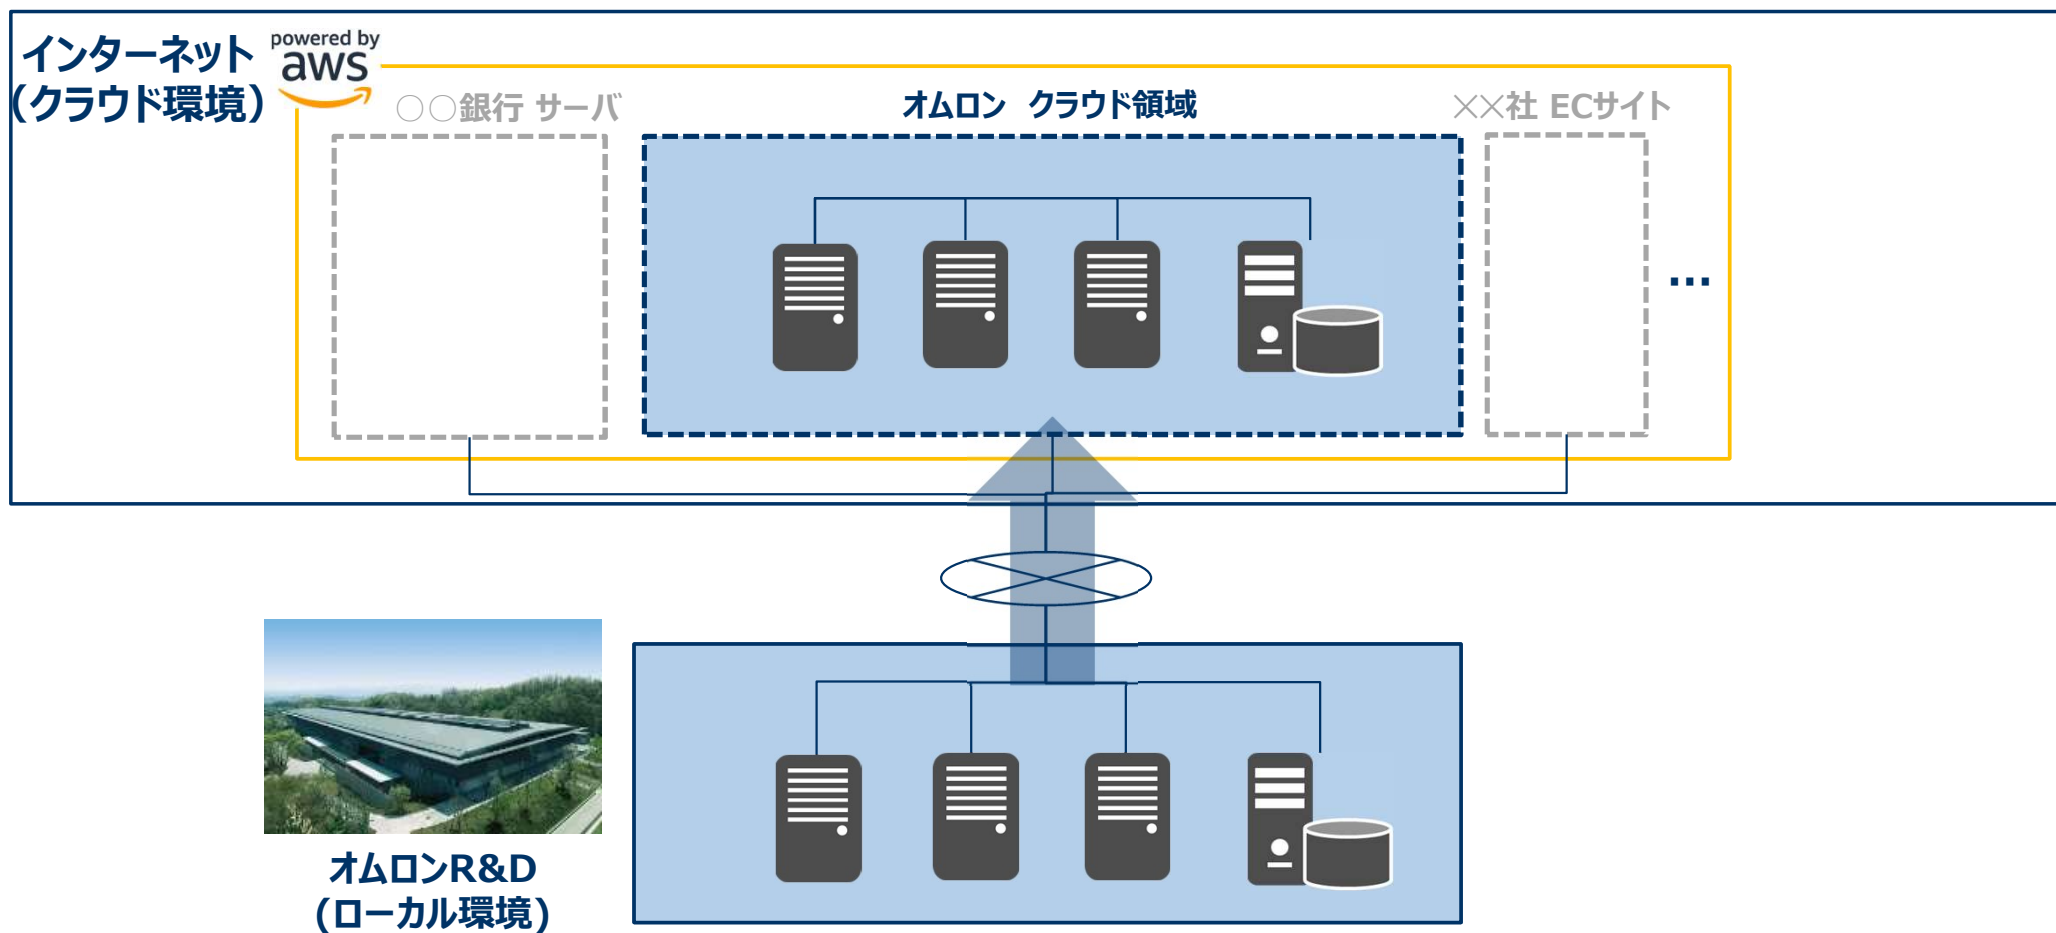 インターネット
(クラウド環境)
powered by
aws
○○銀行 サーバ
オムロン クラウド領域
××社 ECサイト
...
オムロンR&D
(ローカル環境)